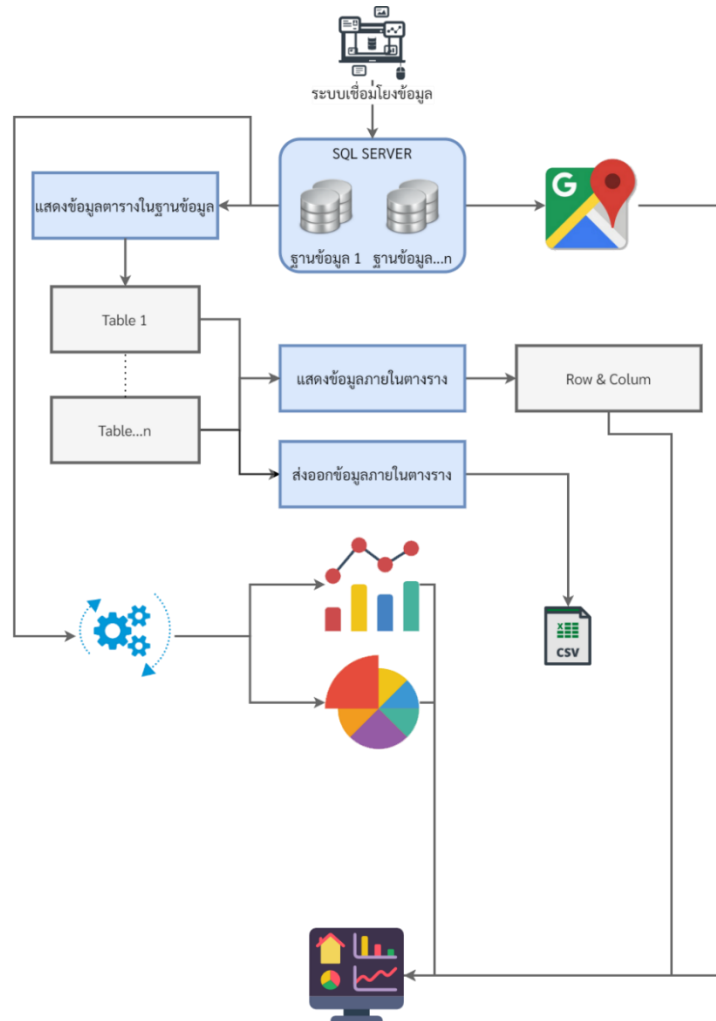 ระบบเชื่อมโยงข้อมูล
SQL SERVER
ฐานข้อมูล 1
ฐานข้อมูล...n
แสดงข้อมูลตารางในฐานข้อมูล
G
Table 1
แสดงข้อมูลภายในตางราง
Row & Colum
Table...n
ส่งออกข้อมูลภายในตางราง
X
CSV